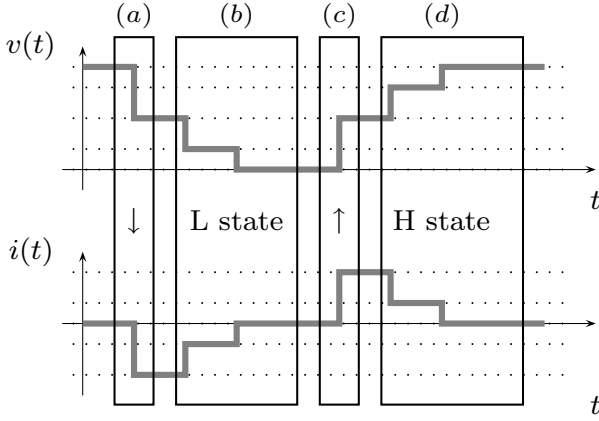 (a) (b) (c) (d)
v(t)
t
↓ L state ↑ H state
i(t)
t